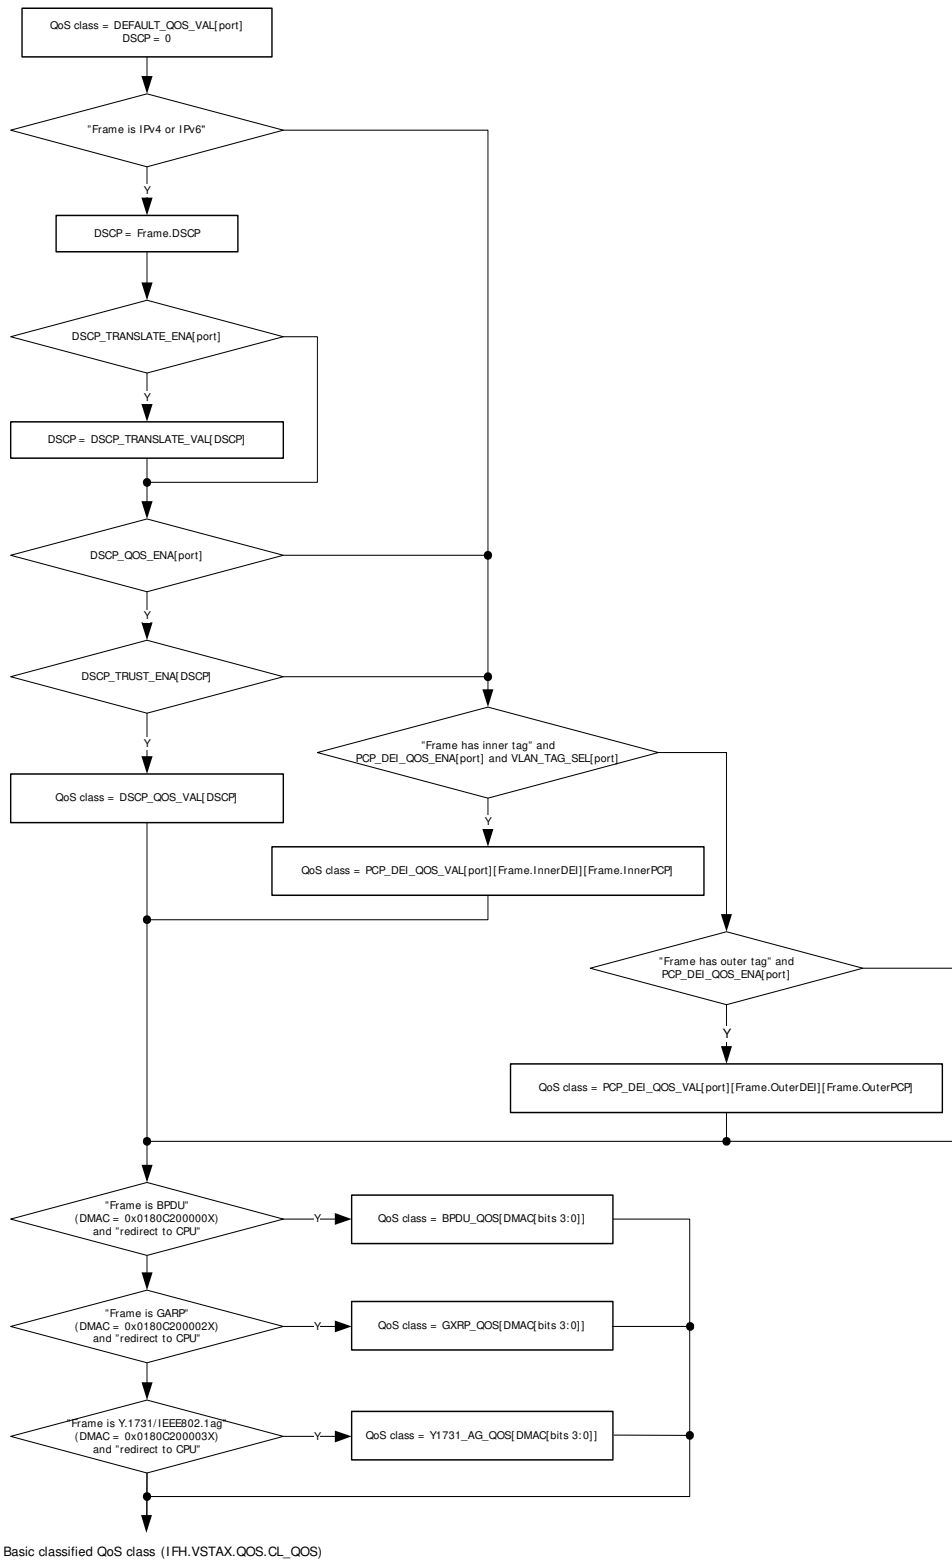 QoS class = DEFAULT_QOS_VAL[port]
DSCP = 0
"Frame is IPv4 or IPv6"
Y
DSCP = Frame.DSCP
DSCP_TRANSLATE_ENA[port]
Y
DSCP = DSCP_TRANSLATE_VAL[DSCP]
DSCP_QOS_ENA[port]
Y
DSCP_TRUST_ENA[DSCP]
Y
"Frame has inner tag" and
PCP_DEI_QOS_ENA[port] and VLAN_TAG_SEL[port]
QoS class = DSCP_QOS_VAL[DSCP]
Y
QoS class = PCP_DEI_QOS_VAL[port][Frame.InnerDEI][Frame.InnerPCP]
"Frame has outer tag" and
PCP_DEI_QOS_ENA[port]
Y
QoS class = PCP_DEI_QOS_VAL[port][Frame.OuterDEI][Frame.OuterPCP]
"Frame is BPDU"
(DMAC = 0x0180C200000X)
and "redirect to CPU"
Y
QoS class = BPDU_QOS[DMAC[bits 3:0]]
"Frame is GARP"
(DMAC = 0x0180C200002X)
and "redirect to CPU"
Y
QoS class = GXRP_QOS[DMAC[bits 3:0]]
"Frame is Y.1731/IEEE802.1ag"
(DMAC = 0x0180C200003X)
and "redirect to CPU"
Y
QoS class = Y1731_AG_QOS[DMAC[bits 3:0]]
Basic classified QoS class (IFH.VSTAX.QOS.CL_QOS)